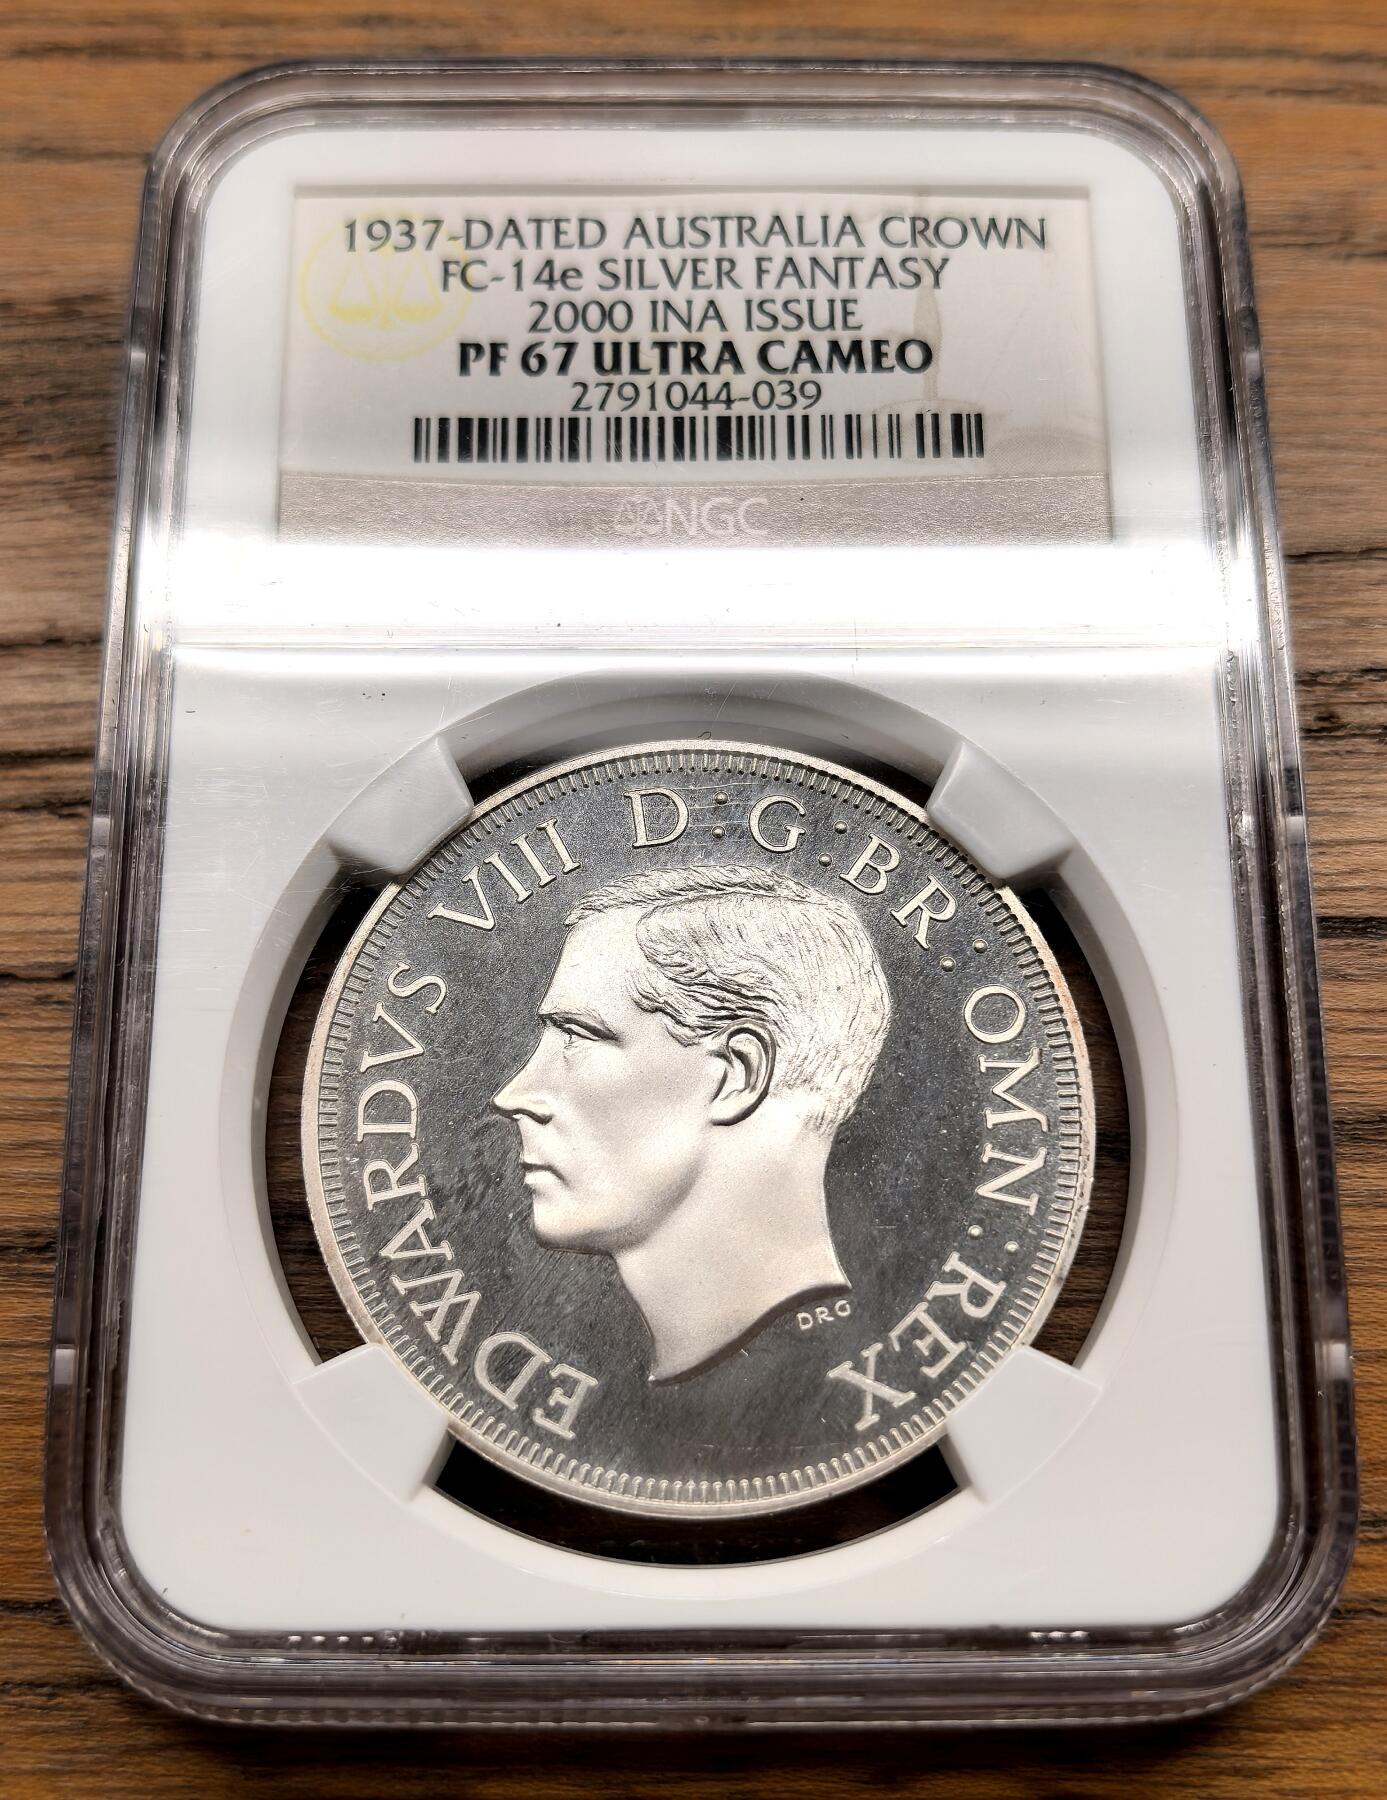 1937-DATED AUSTRALIA CROWN
FC-14e SILVER FANTASY
2000 INA ISSUE
PF 67 ULTRA CAMEO
2791044-039
NGC
EDWARDVS VIII D:G:BR:OMN:REX
DRG